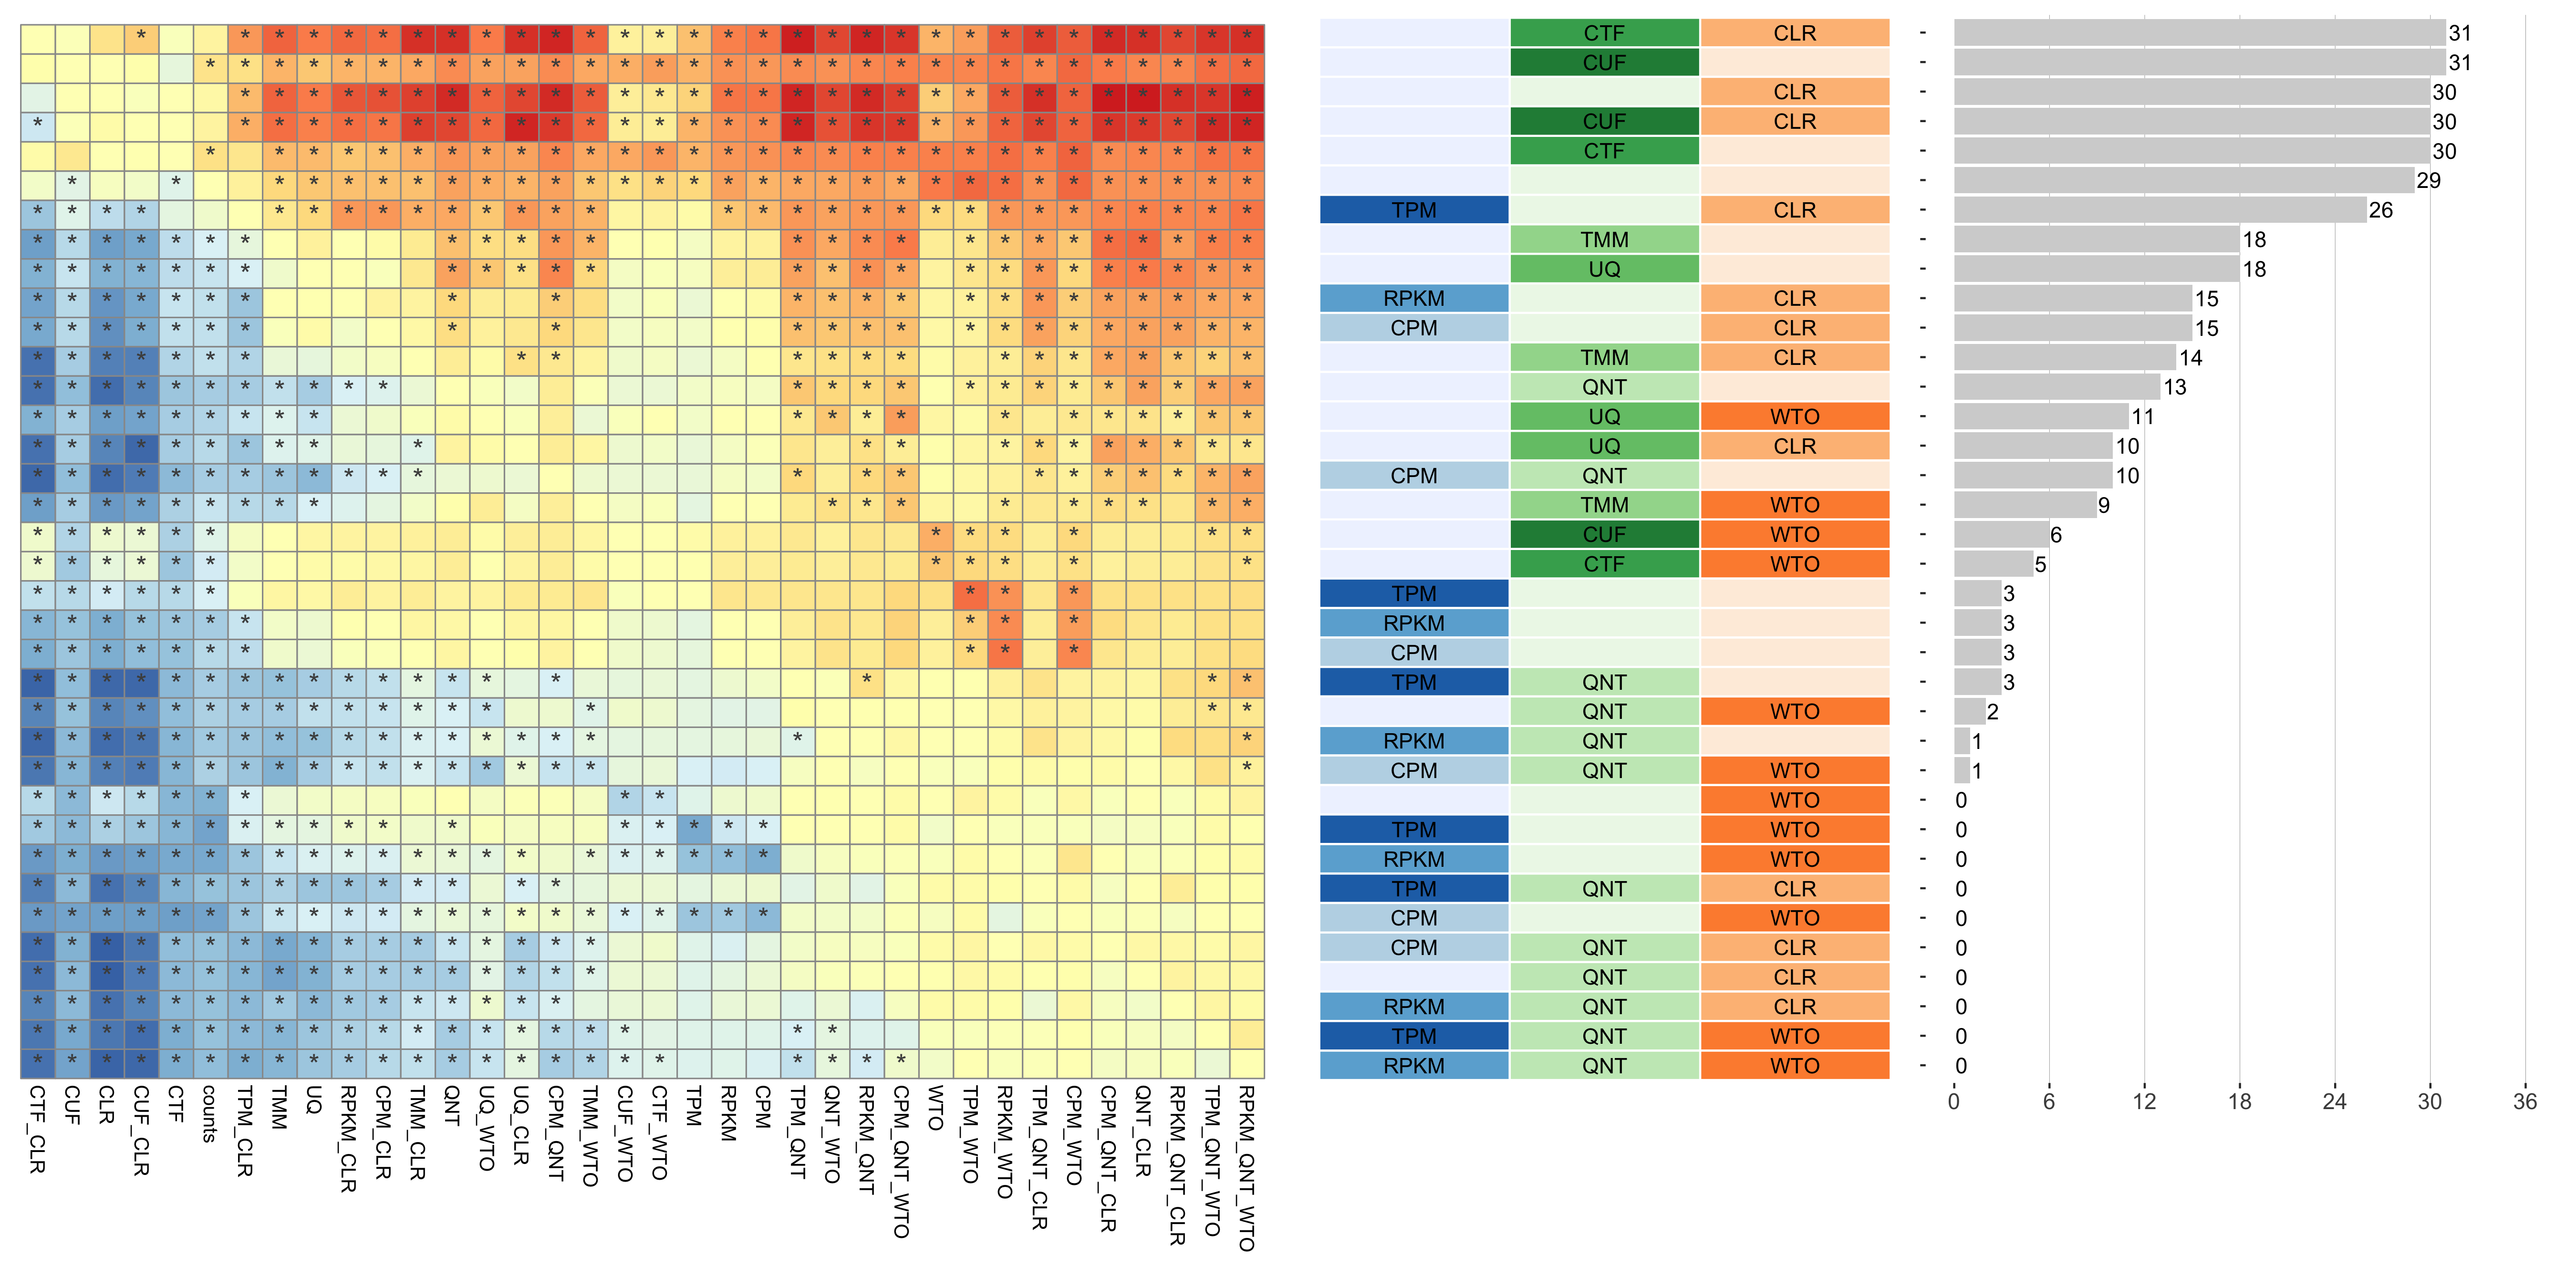 CTF CLR - 31
CUF - 31
CLR - 30
CUF CLR - 30
CTF - 30
- 29
TPM CLR - 26
TMM - 18
UQ - 18
RPKM CLR - 15
CPM CLR - 15
TMM CLR - 14
QNT - 13
UQ WTO - 11
UQ CLR - 10
CPM QNT - 10
TMM WTO - 9
CUF WTO - 6
CTF WTO - 5
TPM - 3
RPKM - 3
CPM - 3
TPM QNT - 3
QNT WTO - 2
RPKM QNT - 1
CPM QNT WTO - 1
WTO - 0
TPM WTO - 0
RPKM WTO - 0
TPM QNT CLR - 0
CPM WTO - 0
CPM QNT CLR - 0
QNT CLR - 0
RPKM QNT CLR - 0
TPM QNT WTO - 0
RPKM QNT WTO - 0
CTF_CLR
CUF
CLR
CUF_CLR
CTF
counts
TPM_CLR
TMM
UQ
RPKM_CLR
CPM_CLR
TMM_CLR
QNT
UQ_WTO
UQ_CLR
CPM_QNT
TMM_WTO
CUF_WTO
CTF_WTO
TPM
RPKM
CPM
TPM_QNT
QNT_WTO
RPKM_QNT
CPM_QNT_WTO
WTO
TPM_WTO
RPKM_WTO
TPM_QNT_CLR
CPM_WTO
CPM_QNT_CLR
QNT_CLR
RPKM_QNT_CLR
TPM_QNT_WTO
RPKM_QNT_WTO
0 6 12 18 24 30 36